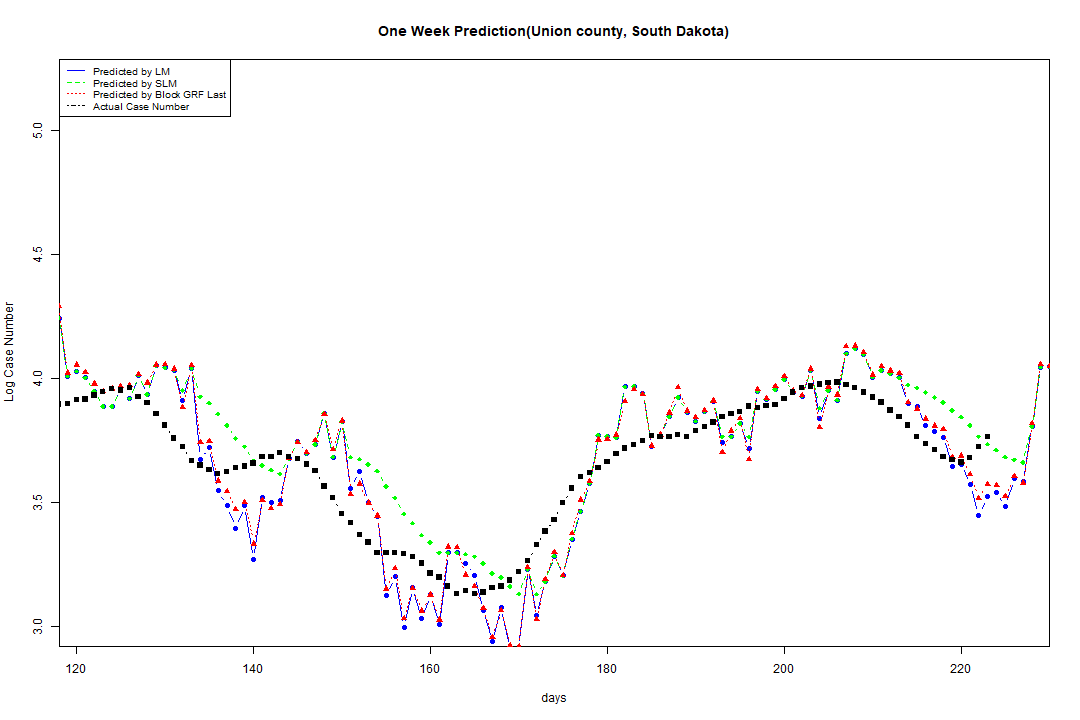 One Week Prediction(Union county, South Dakota)
Predicted by LM
Predicted by SLM
Predicted by Block GRF Last
Actual Case Number
5.0
4.5
4.0
3.5
3.0
Log Case Number
120 140 160 180 200 220
days